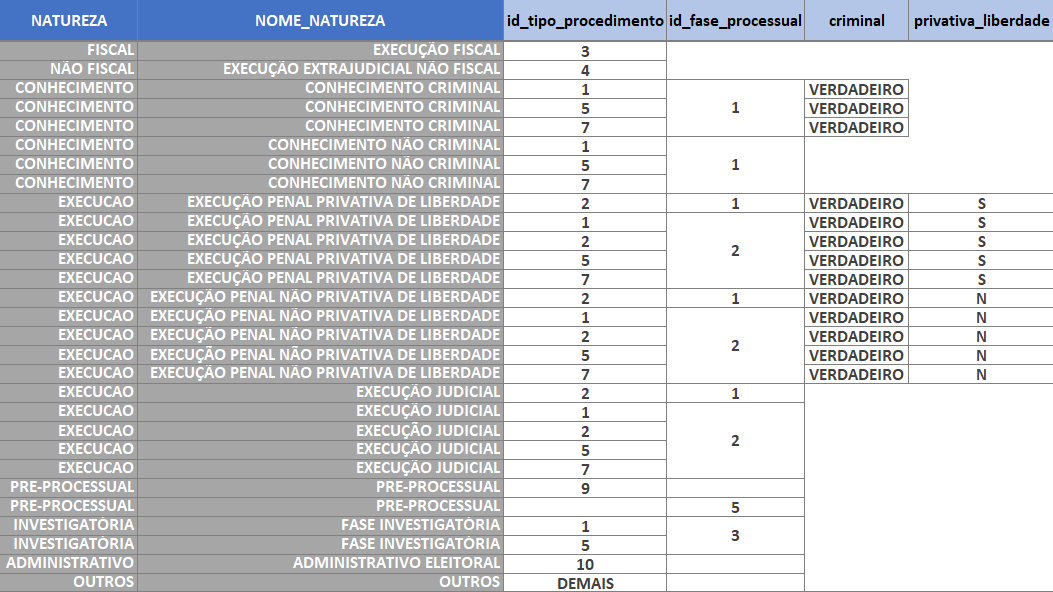 NATUREZA NOME_NATUREZA id_tipo_procedimento id_fase_processual criminal privativa_liberdade
FISCAL EXECUÇÃO FISCAL 3
NÃO FISCAL EXECUÇÃO EXTRAJUDICIAL NÃO FISCAL 4
CONHECIMENTO CONHECIMENTO CRIMINAL 1 VERDADEIRO
CONHECIMENTO CONHECIMENTO CRIMINAL 5 1 VERDADEIRO
CONHECIMENTO CONHECIMENTO CRIMINAL 7 VERDADEIRO
CONHECIMENTO CONHECIMENTO NÃO CRIMINAL 1
CONHECIMENTO CONHECIMENTO NÃO CRIMINAL 5 1
CONHECIMENTO CONHECIMENTO NÃO CRIMINAL 7
EXECUCAO EXECUÇÃO PENAL PRIVATIVA DE LIBERDADE 2 1 VERDADEIRO S
EXECUCAO EXECUÇÃO PENAL PRIVATIVA DE LIBERDADE 1 VERDADEIRO S
EXECUCAO EXECUÇÃO PENAL PRIVATIVA DE LIBERDADE 2 2 VERDADEIRO S
EXECUCAO EXECUÇÃO PENAL PRIVATIVA DE LIBERDADE 5 VERDADEIRO S
EXECUCAO EXECUÇÃO PENAL PRIVATIVA DE LIBERDADE 7 VERDADEIRO S
EXECUCAO EXECUÇÃO PENAL NÃO PRIVATIVA DE LIBERDADE 2 1 VERDADEIRO N
EXECUCAO EXECUÇÃO PENAL NÃO PRIVATIVA DE LIBERDADE 1 VERDADEIRO N
EXECUCAO EXECUÇÃO PENAL NÃO PRIVATIVA DE LIBERDADE 2 2 VERDADEIRO N
EXECUCAO EXECUÇÃO PENAL NÃO PRIVATIVA DE LIBERDADE 5 VERDADEIRO N
EXECUCAO EXECUÇÃO PENAL NÃO PRIVATIVA DE LIBERDADE 7 VERDADEIRO N
EXECUCAO EXECUÇÃO JUDICIAL 2 1
EXECUCAO EXECUÇÃO JUDICIAL 1
EXECUCAO EXECUÇÃO JUDICIAL 2 2
EXECUCAO EXECUÇÃO JUDICIAL 5
EXECUCAO EXECUÇÃO JUDICIAL 7
PRE-PROCESSUAL PRE-PROCESSUAL 9
PRE-PROCESSUAL PRE-PROCESSUAL 5
INVESTIGATÓRIA FASE INVESTIGATÓRIA 1 3
INVESTIGATÓRIA FASE INVESTIGATÓRIA 5
ADMINISTRATIVO ADMINISTRATIVO ELEITORAL 10
OUTROS OUTROS DEMAIS